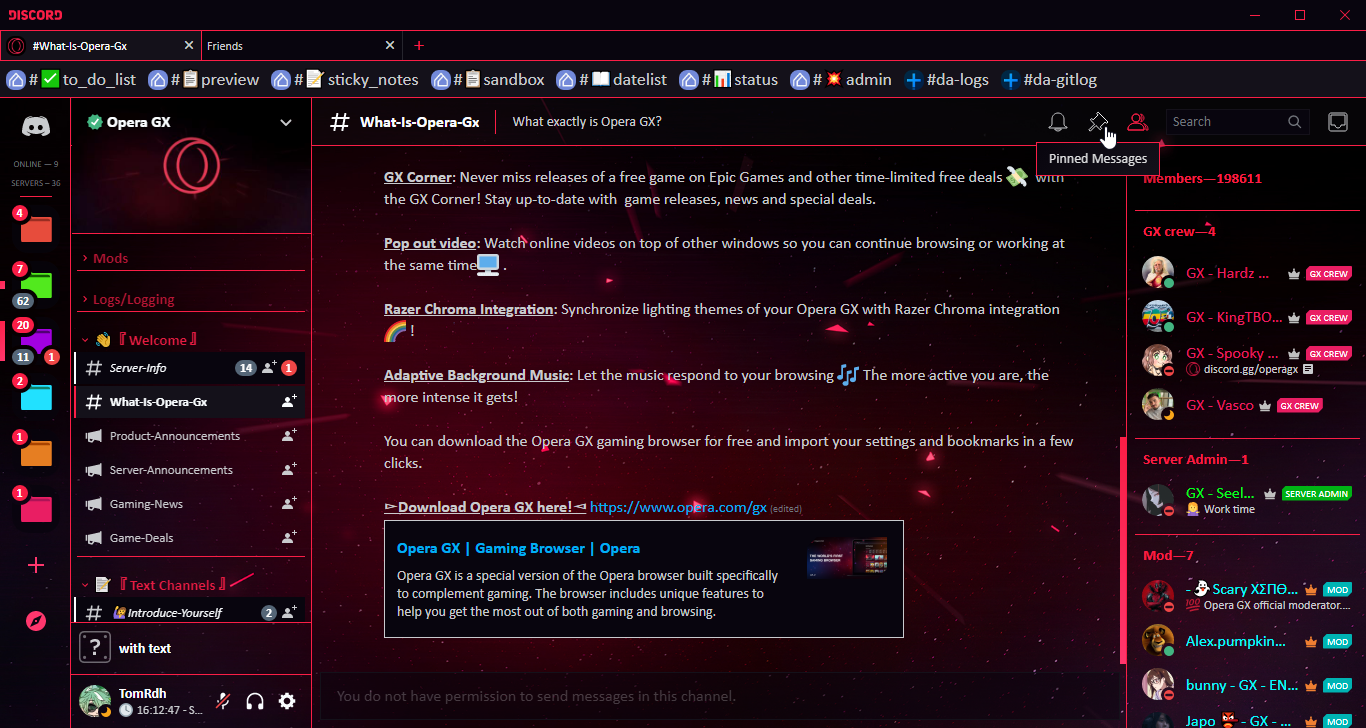 DISCORD
#What-Is-Opera-Gx
Friends
# ✅ to_do_list
# 📋 preview
# 📝 sticky_notes
# 📋 sandbox
# 📖 datelist
# 📊 status
# 💥 admin
#da-logs
#da-gitlog
ONLINE — 9
SERVERS — 36
4
7
62
20
11
1
2
1
1
Opera GX
Mods
Logs/Logging
👋『Welcome』
Server-Info
14
1
What-Is-Opera-Gx
Product-Announcements
Server-Announcements
Gaming-News
Game-Deals
📝『Text Channels』
🙋Introduce-Yourself
2
?
with text
TomRdh
16:12:47 - S...
What-Is-Opera-Gx
What exactly is Opera GX?
Search
Pinned Messages
GX Corner: Never miss releases of a free game on Epic Games and other time-limited free deals 💸 with
the GX Corner! Stay up-to-date with game releases, news and special deals.
Pop out video: Watch online videos on top of other windows so you can continue browsing or working at
the same time🖥️ .
Razer Chroma Integration: Synchronize lighting themes of your Opera GX with Razer Chroma integration
🌈 !
Adaptive Background Music: Let the music respond to your browsing 🎶 The more active you are, the
more intense it gets!
You can download the Opera GX gaming browser for free and import your settings and bookmarks in a few
clicks.
►Download Opera GX here!◄ https://www.opera.com/gx (edited)
Opera GX | Gaming Browser | Opera
Opera GX is a special version of the Opera browser built specifically
to complement gaming. The browser includes unique features to
help you get the most out of both gaming and browsing.
THE WORLD'S FIRST
GAMING BROWSER
You do not have permission to send messages in this channel.
Members—198611
GX crew—4
GX - Hardz ...
GX CREW
GX - KingTBO...
GX CREW
GX - Spooky ...
GX CREW
discord.gg/operagx
GX - Vasco
GX CREW
Server Admin—1
GX - Seel...
SERVER ADMIN
Work time
Mod—7
- 👻Scary ΧΣΠΘ...
MOD
💯 Opera GX official moderator....
Alex.pumpkin...
MOD
bunny - GX - EN...
MOD
Japo 👹 - GX - ...
MOD